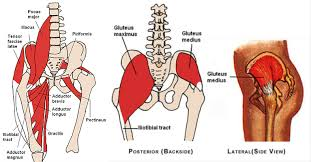 Psoas
major
Iliacus
Tensor
fasciae
latae
Piriformis
Adductor
brevis
Adductor
longus
Pectineus
Iliotibial
tract
Gracilis
Adductor
magnus
Gluteus
maximus
Gluteus
medius
Iliotibial tract
POSTERIOR (BACKSIDE)
Gluteus
medius
LATERAL(SIDE VIEW)